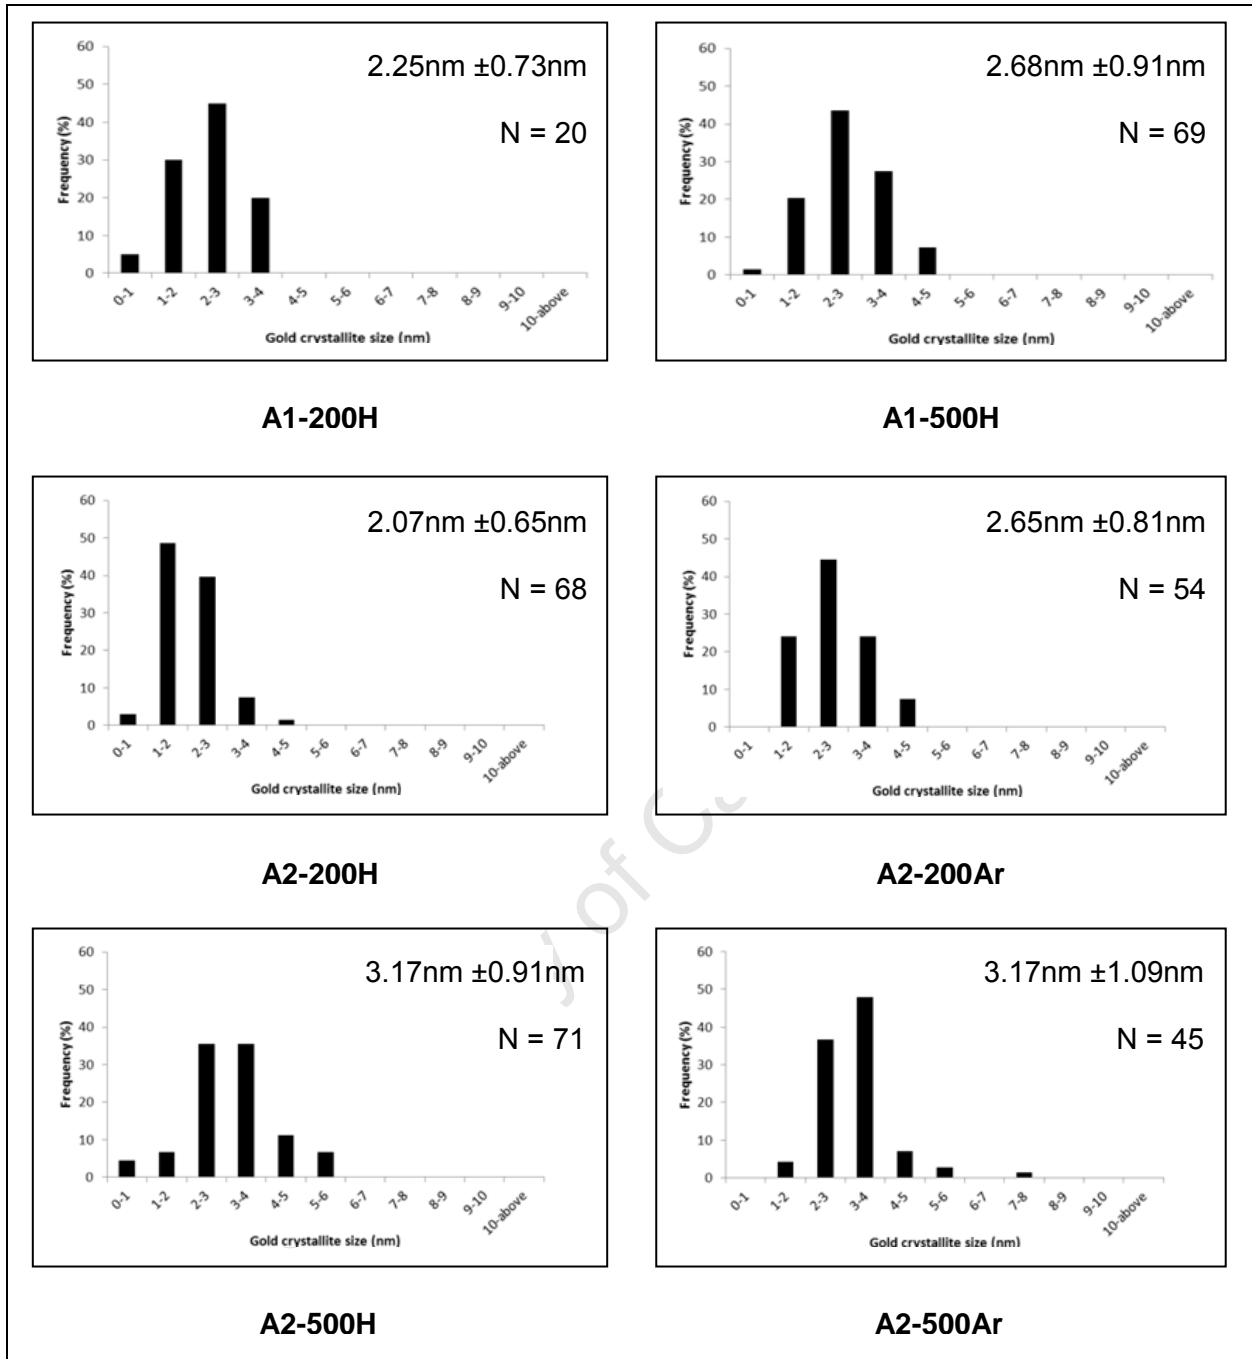 60
50
40
30
20
10
0
Frequency (%)
2.25nm ±0.73nm
N = 20
0-1
1-2
2-3
3-4
4-5
5-6
6-7
7-8
8-9
9-10
10-above
Gold crystallite size (nm)
A1-200H
60
50
40
30
20
10
0
Frequency (%)
2.68nm ±0.91nm
N = 69
0-1
1-2
2-3
3-4
4-5
5-6
6-7
7-8
8-9
9-10
10-above
Gold crystallite size (nm)
A1-500H
60
50
40
30
20
10
0
Frequency (%)
2.07nm ±0.65nm
N = 68
0-1
1-2
2-3
3-4
4-5
5-6
6-7
7-8
8-9
9-10
10-above
Gold crystallite size (nm)
A2-200H
60
50
40
30
20
10
0
Frequency (%)
2.65nm ±0.81nm
N = 54
0-1
1-2
2-3
3-4
4-5
5-6
6-7
7-8
8-9
9-10
10-above
Gold crystallite size (nm)
A2-200Ar
60
50
40
30
20
10
0
Frequency (%)
3.17nm ±0.91nm
N = 71
0-1
1-2
2-3
3-4
4-5
5-6
6-7
7-8
8-9
9-10
10-above
Gold crystallite size (nm)
A2-500H
60
50
40
30
20
10
0
Frequency (%)
3.17nm ±1.09nm
N = 45
0-1
1-2
2-3
3-4
4-5
5-6
6-7
7-8
8-9
9-10
10-above
Gold crystallite size (nm)
A2-500Ar
of